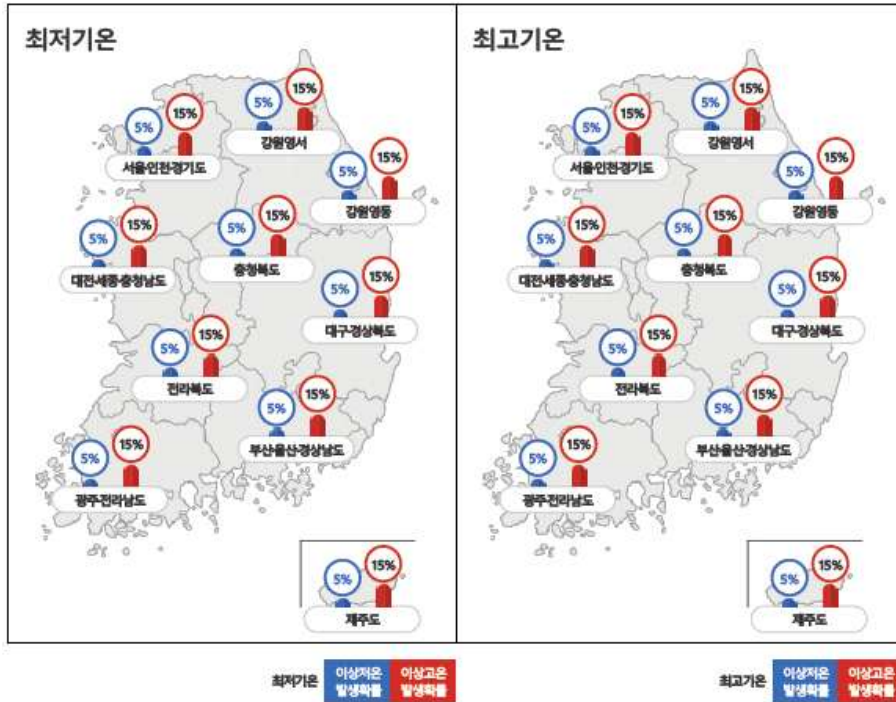 최저기온
5%
15%
서울·인천·경기도
5%
15%
강원영서
5%
15%
강원영동
5%
15%
대전·세종·충청남도
5%
15%
충청북도
5%
15%
대구·경상북도
5%
15%
전라북도
5%
15%
부산·울산·경상남도
5%
15%
광주·전라남도
5%
15%
제주도
최저기온
이상저온
발생확률
이상고온
발생확률
최고기온
5%
15%
서울·인천·경기도
5%
15%
강원영서
5%
15%
강원영동
5%
15%
대전·세종·충청남도
5%
15%
충청북도
5%
15%
대구·경상북도
5%
15%
전라북도
5%
15%
부산·울산·경상남도
5%
15%
광주·전라남도
5%
15%
제주도
최고기온
이상저온
발생확률
이상고온
발생확률